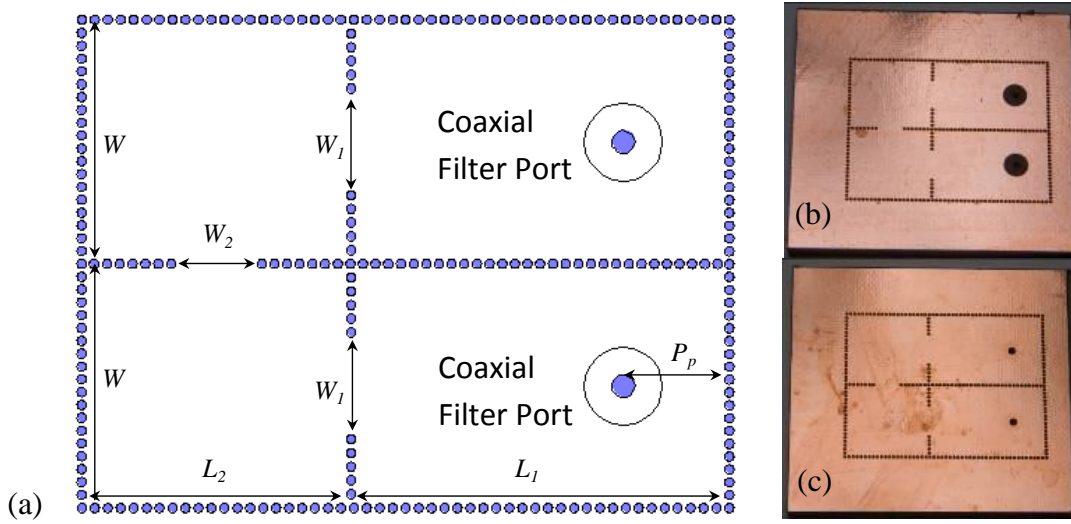 W
W1
Coaxial
Filter Port
W2
(b)
W
W1
Coaxial
Filter Port
Pp
L2
L1
(a)
(c)